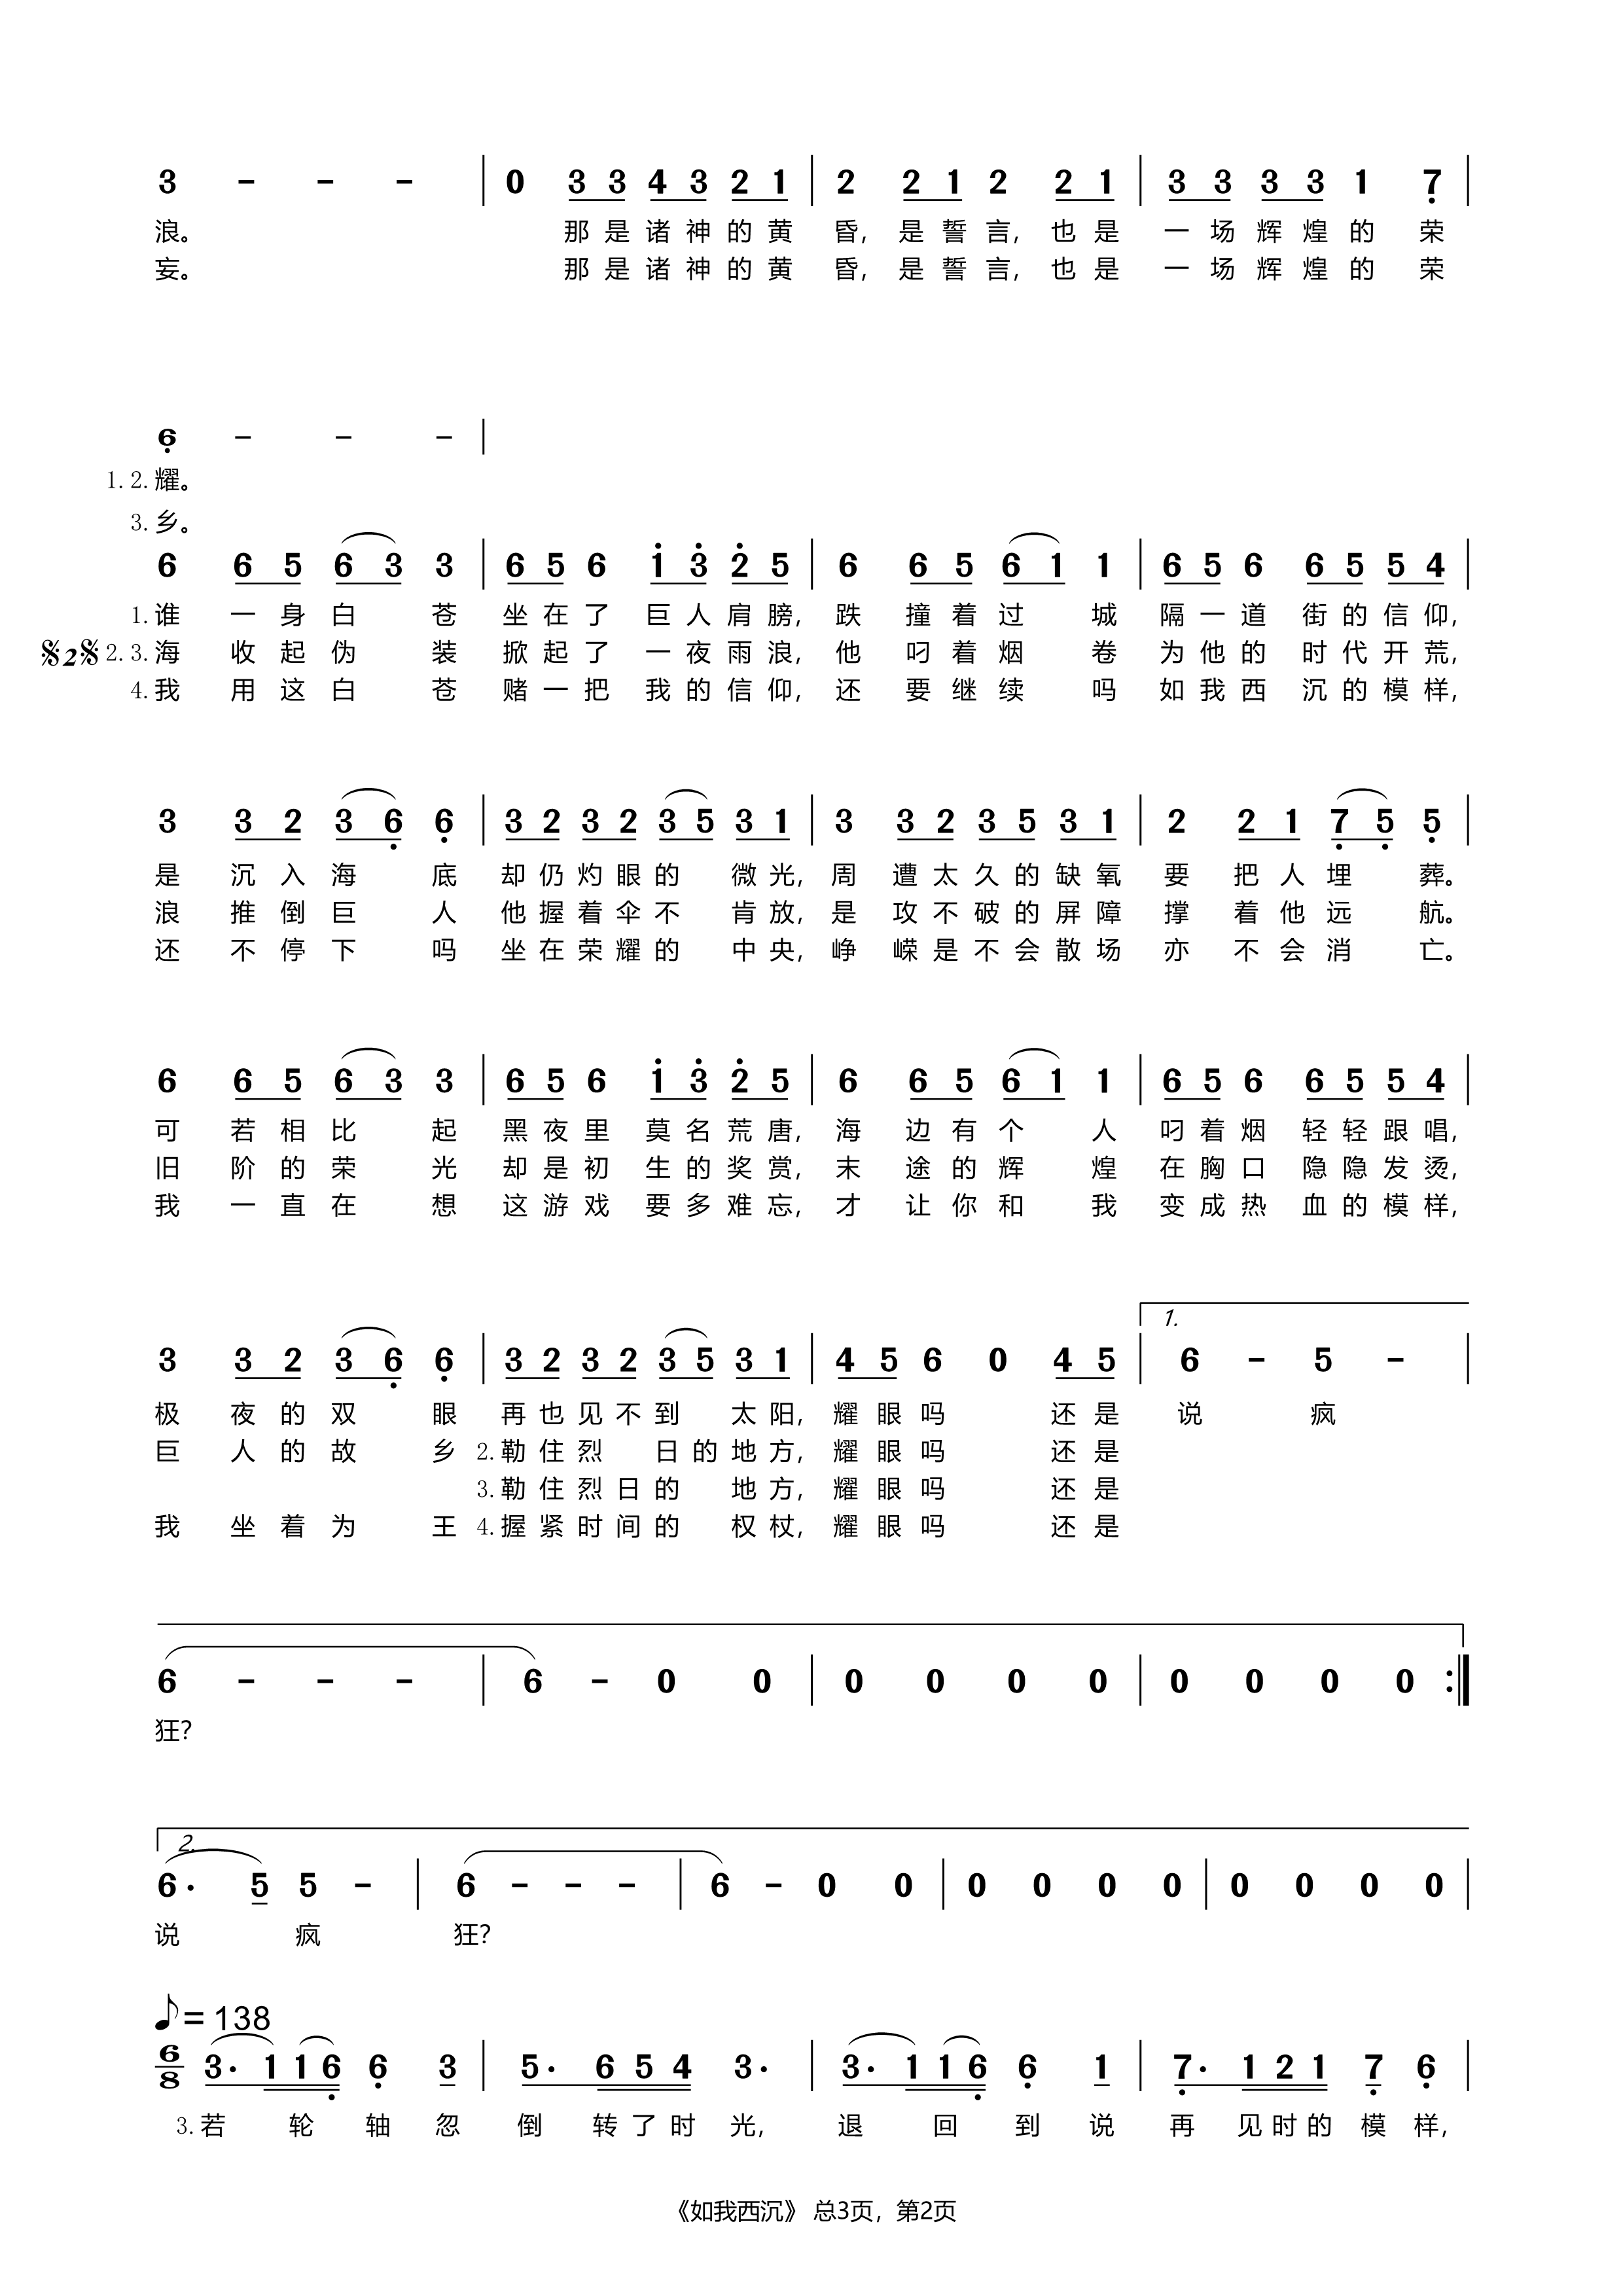 3 - - - | 0 3 3 4 3 2 1 | 2 2 1 2 2 1 | 3 3 3 3 1 7 |
浪。 那是诸神的黄 昏，是誓言，也是 一场辉煌的荣
妄。 那是诸神的黄 昏，是誓言，也是 一场辉煌的荣
6 - - - |
1.2.耀。
3.乡。
6 6 5 6 3 3 | 6 5 6 1 3 2 5 | 6 6 5 6 1 1 | 6 5 6 6 5 5 4 |
1.谁一身白苍 坐在了巨人肩膀，跌撞着过城 隔一道街的信仰，
𝄋2𝄋 2.3.海收起伪装 掀起了一夜雨浪，他叼着烟卷 为他的时代开荒，
4.我用这白苍 赌一把我的信仰，还要继续吗 如我西沉的模样，
3 3 2 3 6 6 | 3 2 3 2 3 5 3 1 | 3 3 2 3 5 3 1 | 2 2 1 7 5 5 |
是沉入海底 却仍灼眼的微光，周遭太久的缺氧 要把人埋葬。
浪推倒巨人 他握着伞不肯放，是攻不破的屏障 撑着他远航。
还不停下吗 坐在荣耀的中央，峥嵘是不会散场 亦不会消亡。
6 6 5 6 3 3 | 6 5 6 1 3 2 5 | 6 6 5 6 1 1 | 6 5 6 6 5 5 4 |
可若相比起 黑夜里莫名荒唐，海边有个人 叼着烟轻轻跟唱，
旧阶的荣光 却是初生的奖赏，末途的辉煌 在胸口隐隐发烫，
我一直在想 这游戏要多难忘，才让你和我 变成热血的模样，
1.
3 3 2 3 6 6 | 3 2 3 2 3 5 3 1 | 4 5 6 0 4 5 | 6 - 5 - |
极夜的双眼 再也见不到太阳，耀眼吗 还是 说 疯
巨人的故乡 2.勒住烈日的地方，耀眼吗 还是
3.勒住烈日的地方，耀眼吗 还是
我坐着为王 4.握紧时间的权杖，耀眼吗 还是
6 - - - | 6 - 0 0 | 0 0 0 0 | 0 0 0 0 :|
狂？
2.
6· 5 5 - | 6 - - - | 6 - 0 0 | 0 0 0 0 | 0 0 0 0 |
说 疯 狂？
♪= 138
6/8 3· 1 1 6 6 3 | 5· 6 5 4 3· | 3· 1 1 6 6 1 | 7· 1 2 1 7 6 |
3.若轮轴忽 倒转了时光，退回到说 再见时的模样，
《如我西沉》 总3页，第2页